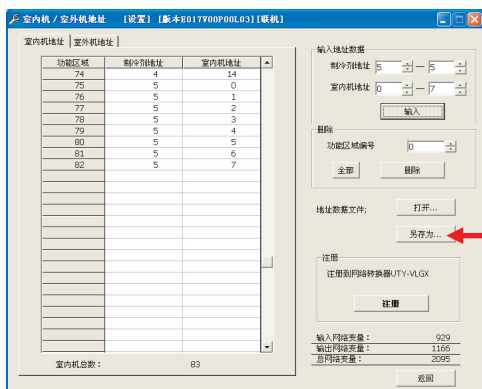 室内机/室外机地址 [设置] [版本E017V00P00L03][联机]
室内机地址 室外机地址
功能区域 制冷剂地址 室内机地址
74 4 14
75 5 0
76 5 1
77 5 2
78 5 3
79 5 4
80 5 5
81 5 6
82 5 7
室内机总数: 83
输入地址数据
制冷剂地址 5 — 5
室内机地址 0 — 7
输入
删除
功能区域编号 0
全部 删除
地址数据文件; 打开...
另存为...
注册
注册到网络转换器UTY-VLGX
注册
输入网络变量: 929
输出网络变量: 1166
总网络变量: 2095
返回